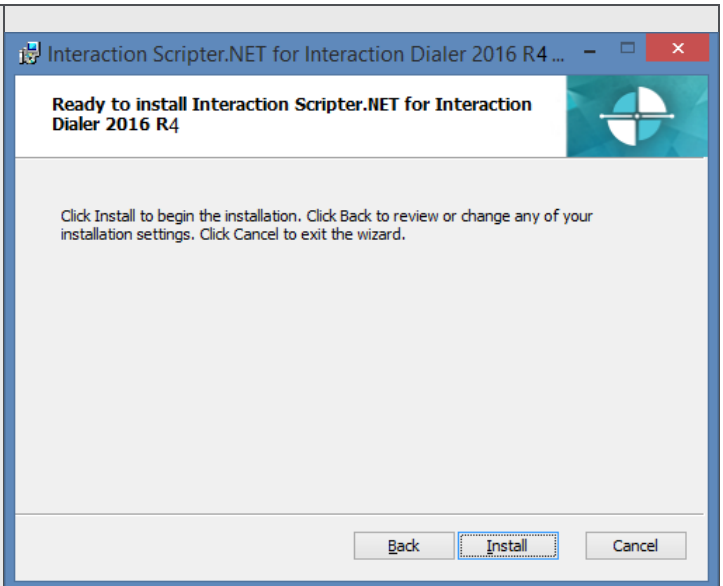 Interaction Scripter.NET for Interaction Dialer 2016 R4 ...
Ready to install Interaction Scripter.NET for Interaction
Dialer 2016 R4
Click Install to begin the installation. Click Back to review or change any of your
installation settings. Click Cancel to exit the wizard.
Back Install Cancel